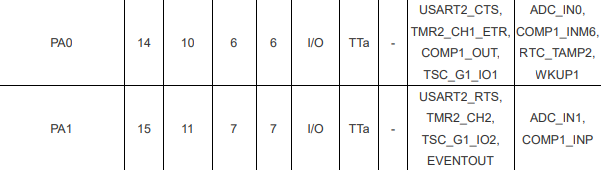 PA0 14 10 6 6 I/O TTa - USART2_CTS, TMR2_CH1_ETR, COMP1_OUT, TSC_G1_IO1 ADC_IN0, COMP1_INM6, RTC_TAMP2, WKUP1
PA1 15 11 7 7 I/O TTa - USART2_RTS, TMR2_CH2, TSC_G1_IO2, EVENTOUT ADC_IN1, COMP1_INP